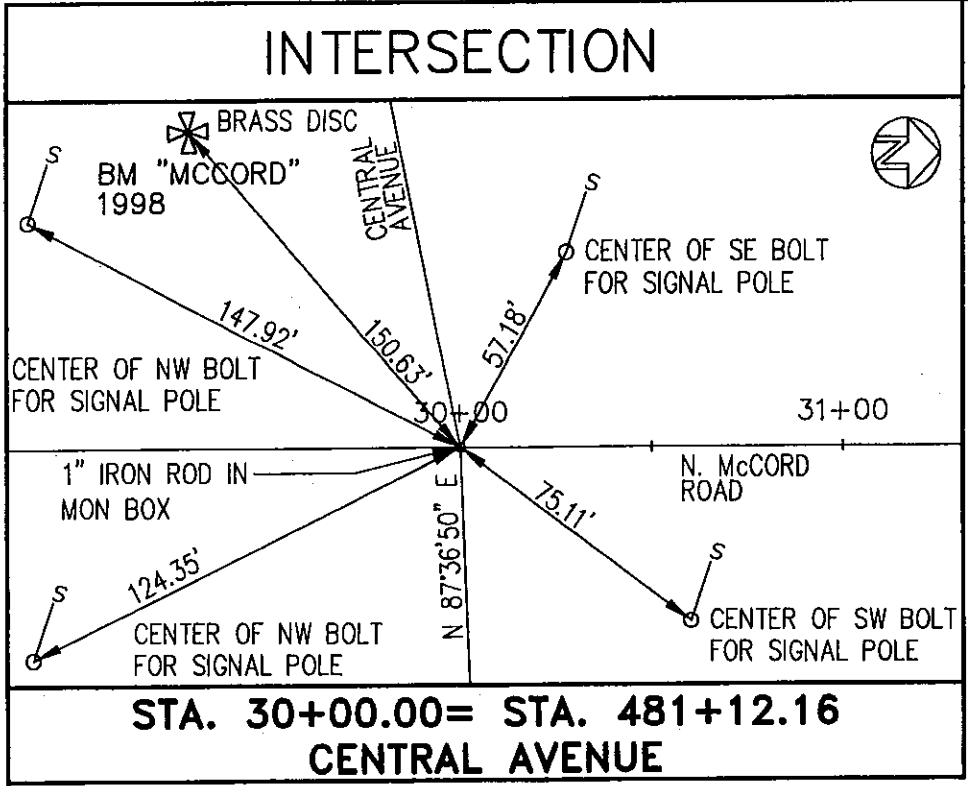 INTERSECTION
BRASS DISC
BM "MCCORD"
1998
CENTRAL
AVENUE
N
S
S
CENTER OF SE BOLT
FOR SIGNAL POLE
147.92'
150.63'
57.18'
CENTER OF NW BOLT
FOR SIGNAL POLE
30+00
31+00
1" IRON ROD IN
MON BOX
N. McCORD
ROAD
N 87°36'50" E
75.11'
124.35'
S
S
CENTER OF NW BOLT
FOR SIGNAL POLE
CENTER OF SW BOLT
FOR SIGNAL POLE
STA. 30+00.00= STA. 481+12.16
CENTRAL AVENUE